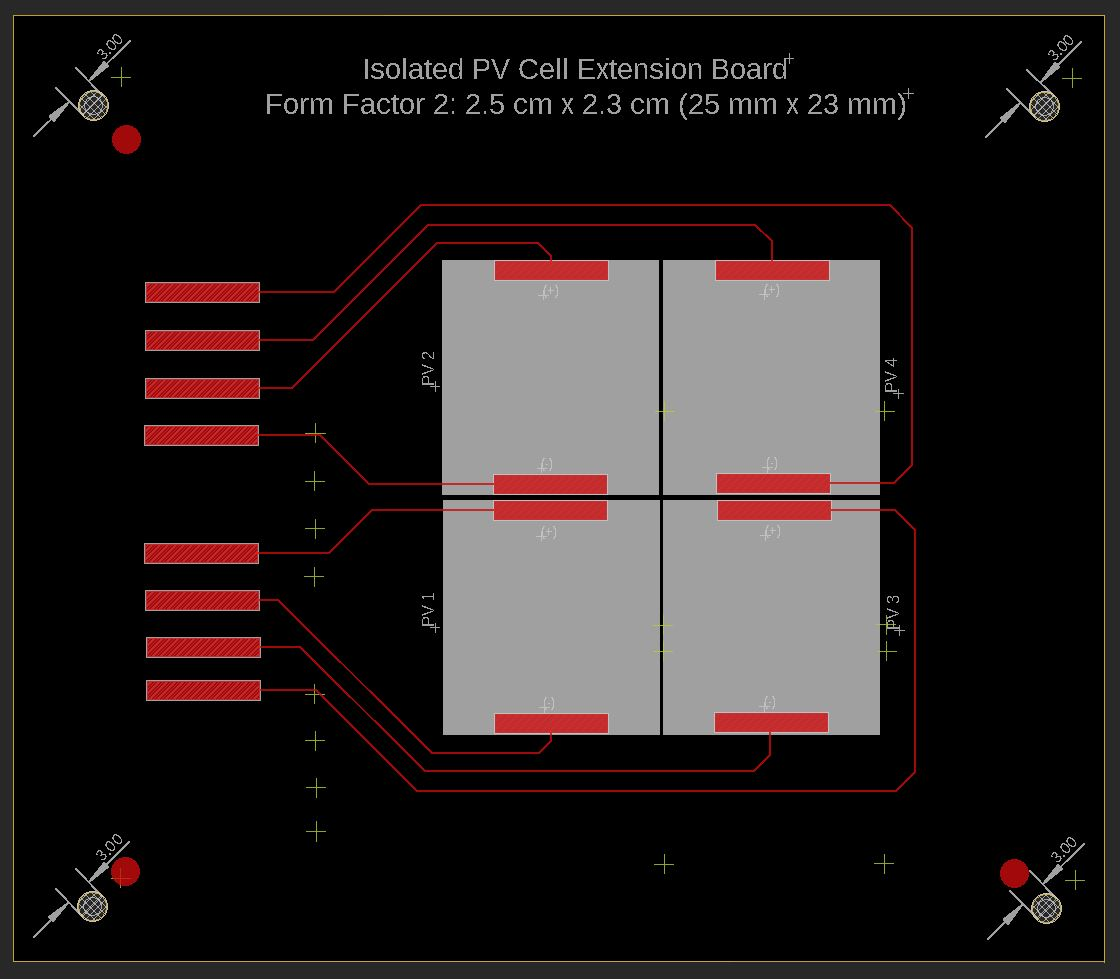 3.00
3.00
Isolated PV Cell Extension Board
Form Factor 2: 2.5 cm x 2.3 cm (25 mm x 23 mm)
(+)
(+)
PV 2
PV 4
(-)
(-)
(+)
(+)
PV 1
PV 3
(-)
(-)
3.00
3.00